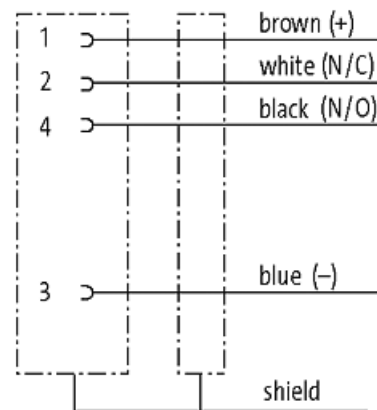 1 brown (+)
2 white (N/C)
4 black (N/O)
3 blue (–)
shield